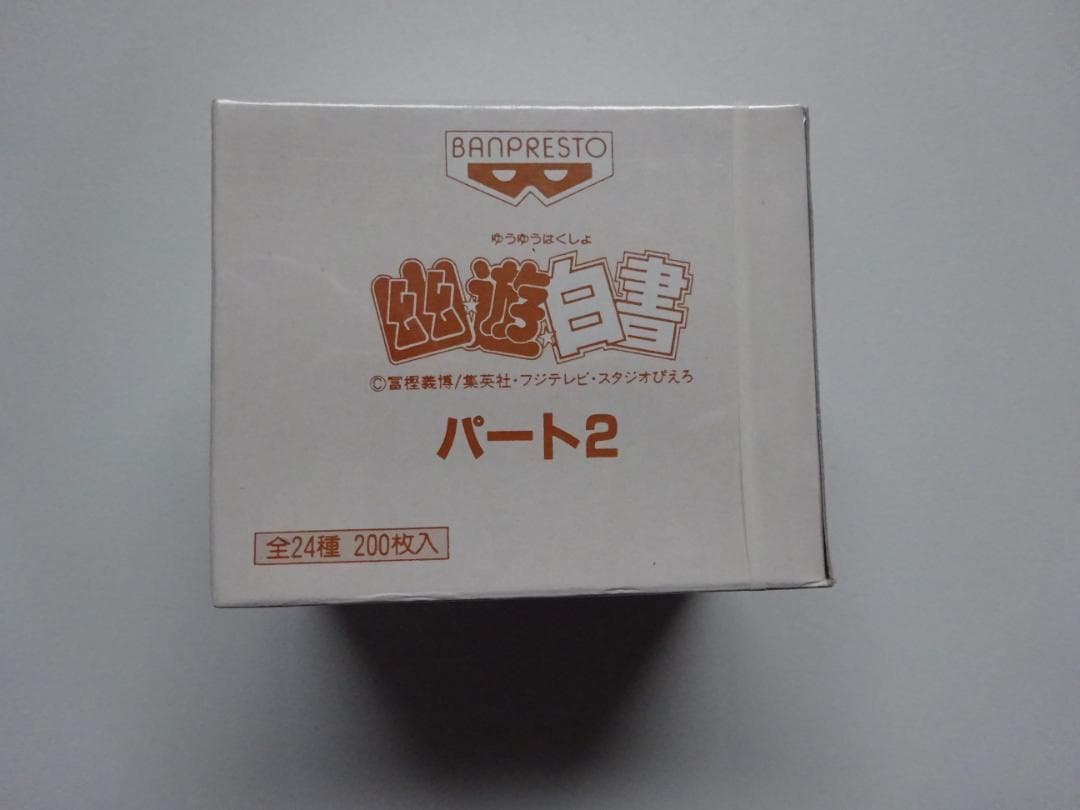 BANPRESTO
ゆうゆうはくしょ
幽☆遊☆白書
©冨樫義博/集英社・フジテレビ・スタジオぴえろ
パート2
全24種 200枚入